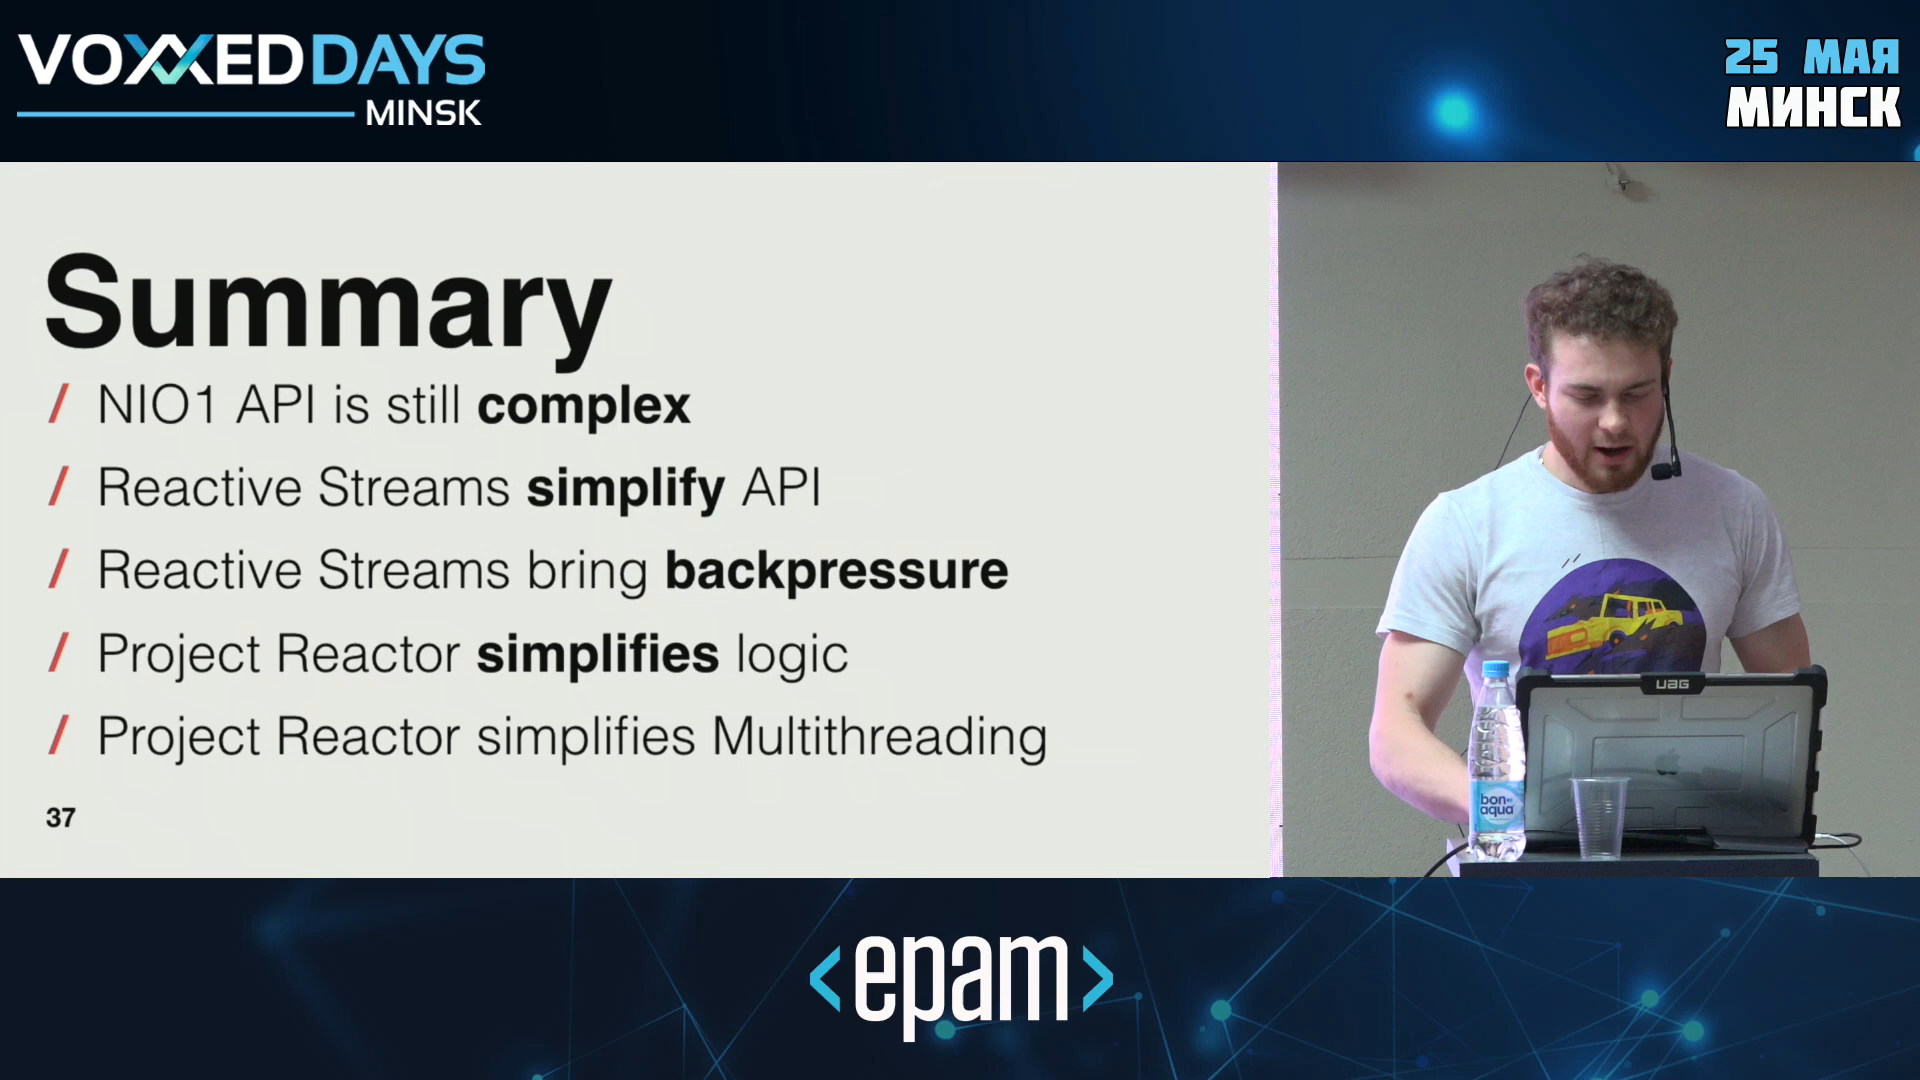 VOXXEDDAYS
MINSK
25 МАЯ
МИНСК
Summary
/ NIO1 API is still complex
/ Reactive Streams simplify API
/ Reactive Streams bring backpressure
/ Project Reactor simplifies logic
/ Project Reactor simplifies Multithreading
37
UAG
bon
aqua
<epam>